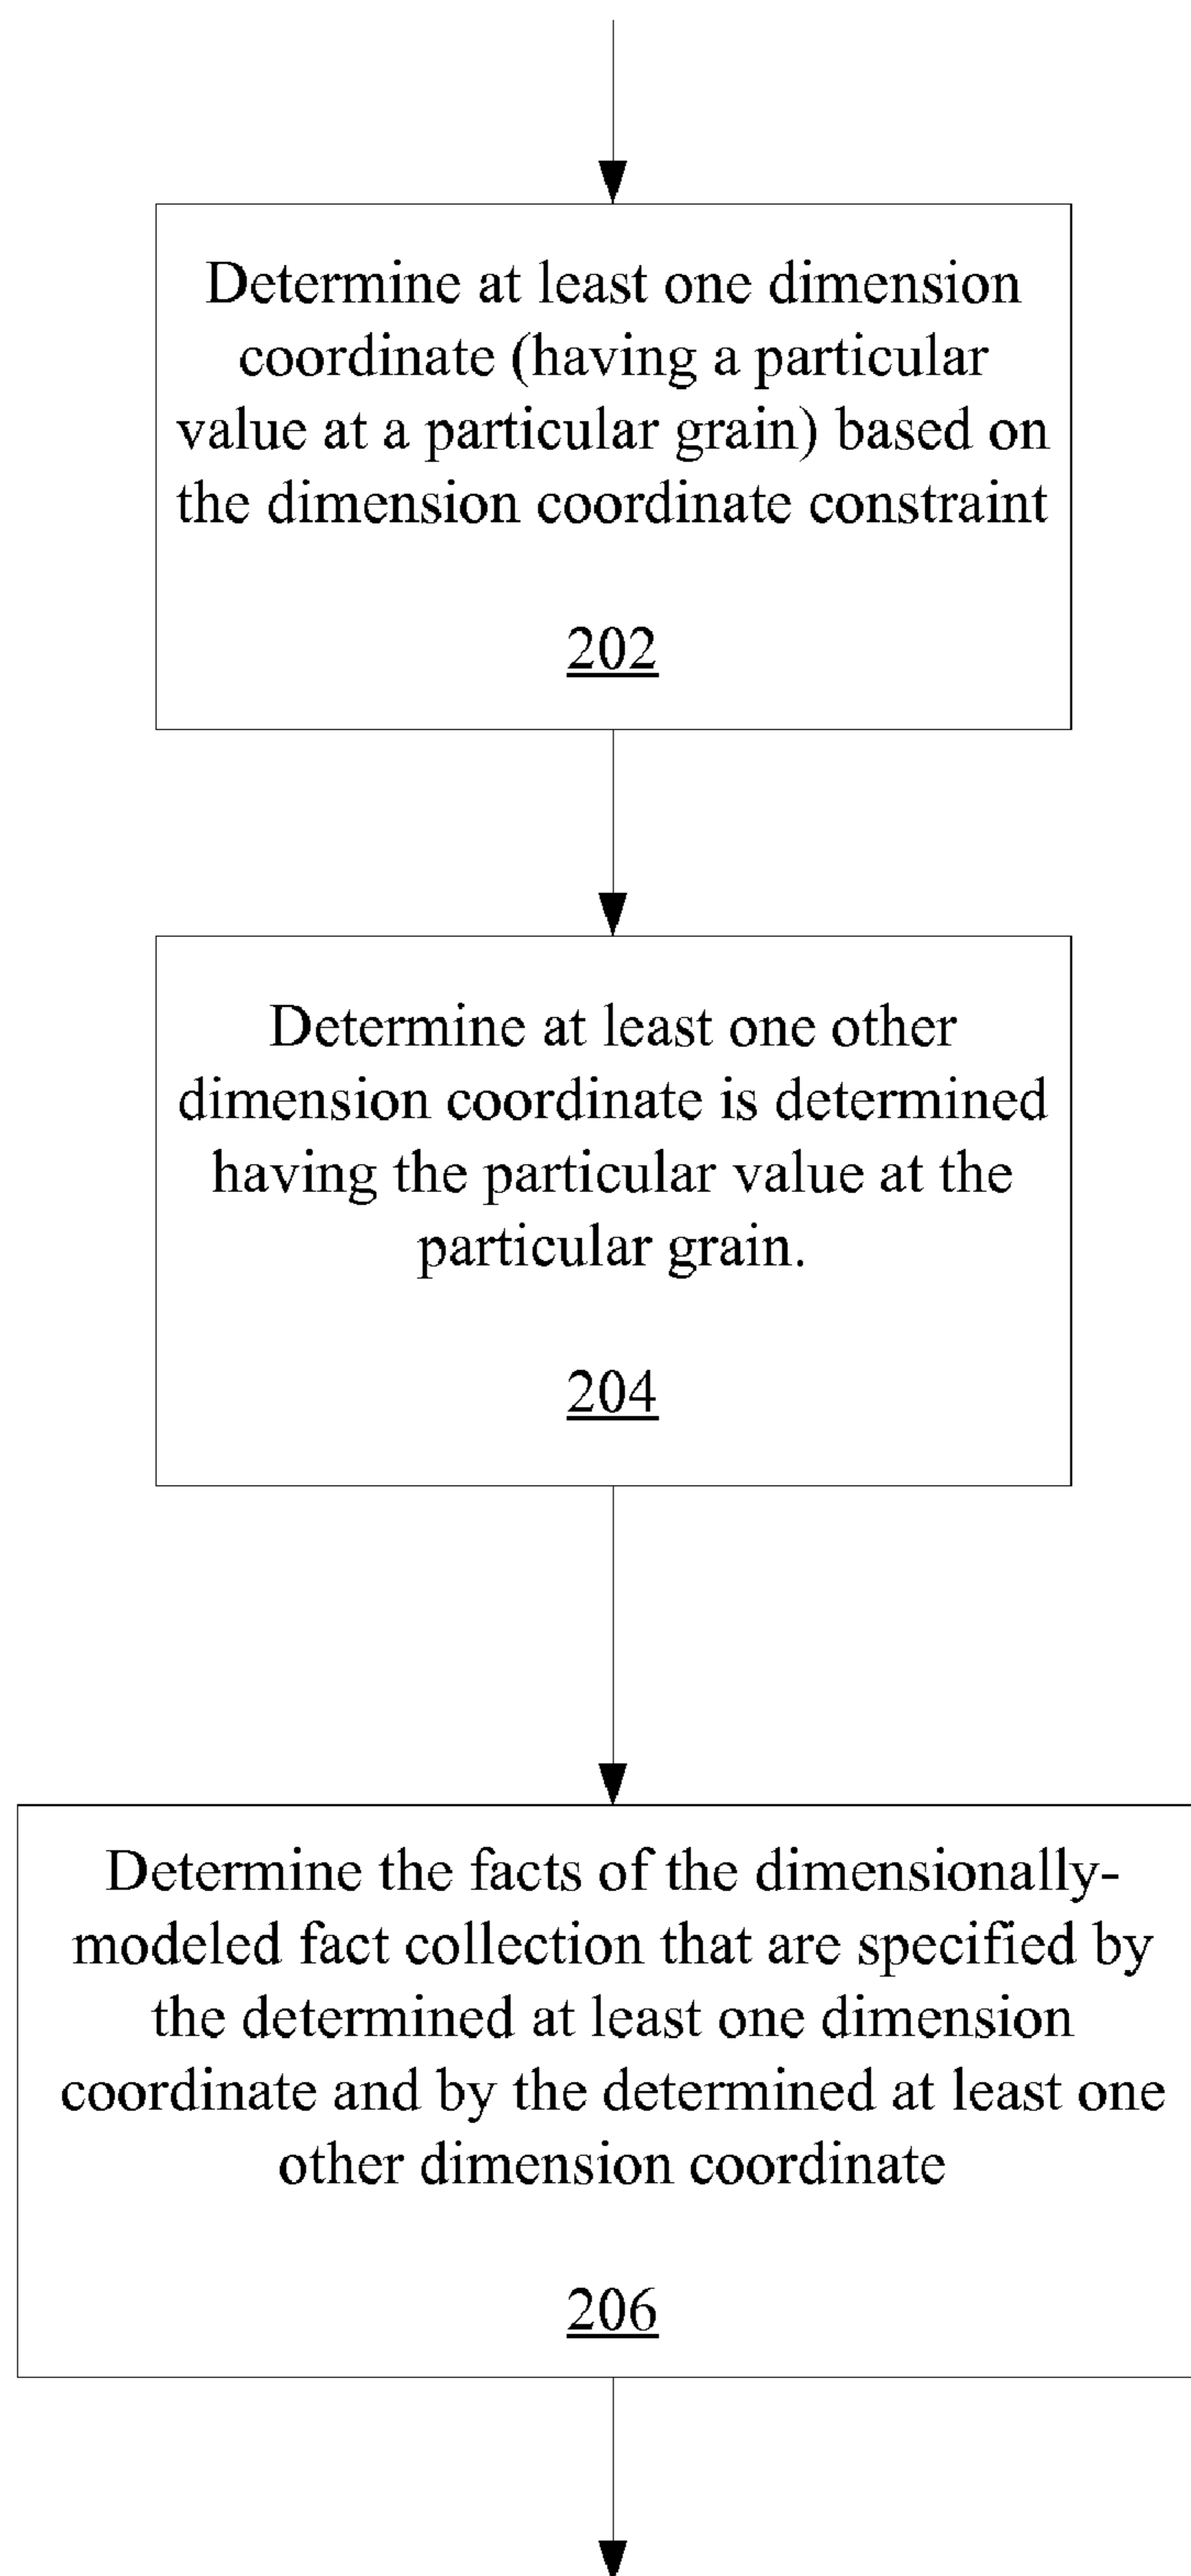 Determine at least one dimension
coordinate (having a particular
value at a particular grain) based on
the dimension coordinate constraint
202
Determine at least one other
dimension coordinate is determined
having the particular value at the
particular grain.
204
Determine the facts of the dimensionally-
modeled fact collection that are specified by
the determined at least one dimension
coordinate and by the determined at least one
other dimension coordinate
206